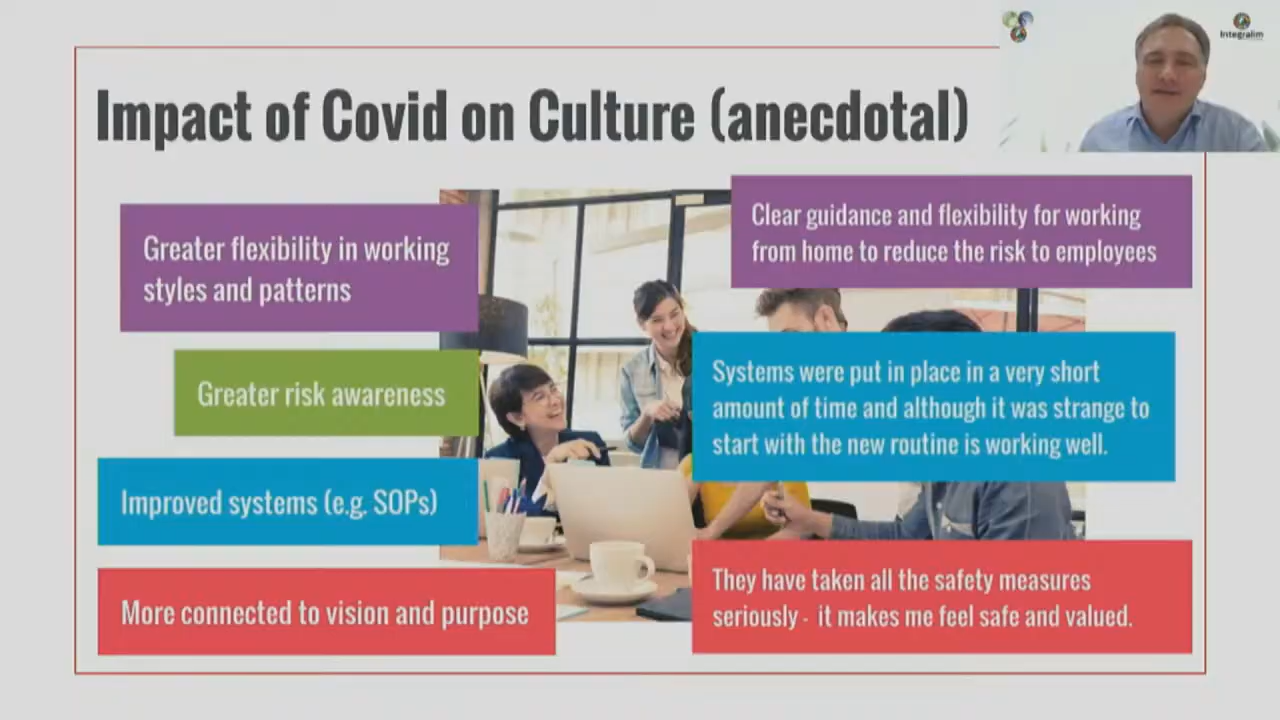 Integralim
Impact of Covid on Culture (anecdotal)
Greater flexibility in working
styles and patterns
Greater risk awareness
Improved systems (e.g. SOPs)
More connected to vision and purpose
Clear guidance and flexibility for working
from home to reduce the risk to employees
Systems were put in place in a very short
amount of time and although it was strange to
start with the new routine is working well.
They have taken all the safety measures
seriously - it makes me feel safe and valued.